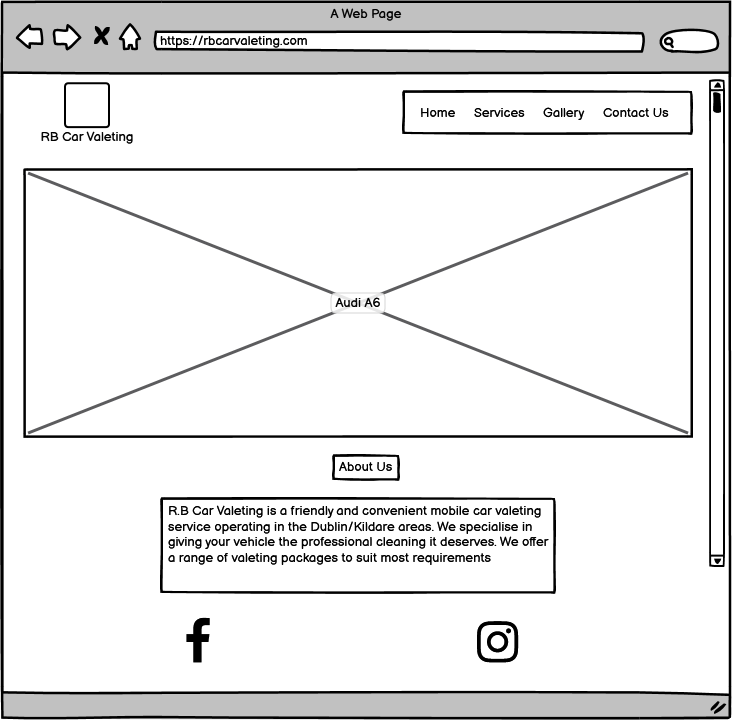 A Web Page
https://rbcarvaleting.com
RB Car Valeting
Home Services Gallery Contact Us
Audi A6
About Us
R.B Car Valeting is a friendly and convenient mobile car valeting
service operating in the Dublin/Kildare areas. We specialise in
giving your vehicle the professional cleaning it deserves. We offer
a range of valeting packages to suit most requirements